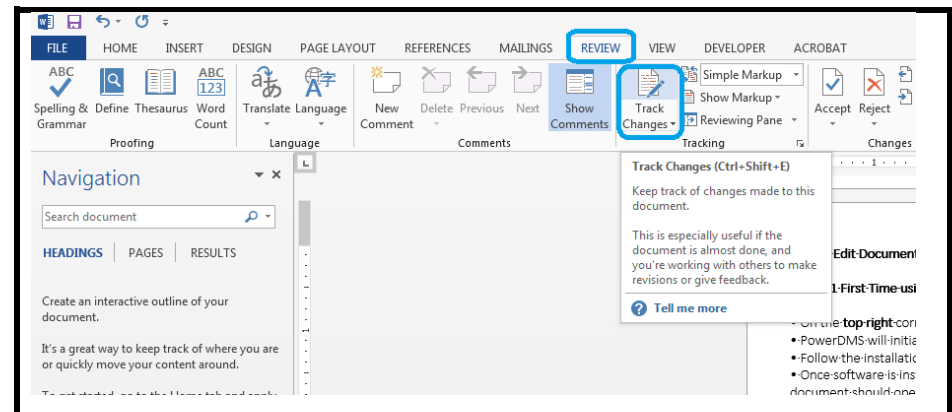 FILE HOME INSERT DESIGN PAGE LAYOUT REFERENCES MAILINGS REVIEW VIEW DEVELOPER ACROBAT
ABC
Spelling & Grammar
Define
Thesaurus
ABC
123
Word Count
Translate
Language
New Comment
Delete
Previous
Next
Show Comments
Track Changes
Simple Markup
Show Markup
Reviewing Pane
Accept
Reject
Proofing
Language
Comments
Tracking
Changes
Navigation
Search document
HEADINGS PAGES RESULTS
Create an interactive outline of your
document.
It's a great way to keep track of where you are
or quickly move your content around.
Track Changes (Ctrl+Shift+E)
Keep track of changes made to this
document.
This is especially useful if the
document is almost done, and
you're working with others to make
revisions or give feedback.
Tell me more
1
Edit·Document
1·First·Time·usi
the·top·right·cor
•·PowerDMS·will·initia
•·Follow·the·installatio
•·Once·software·is·ins
document·should·ope